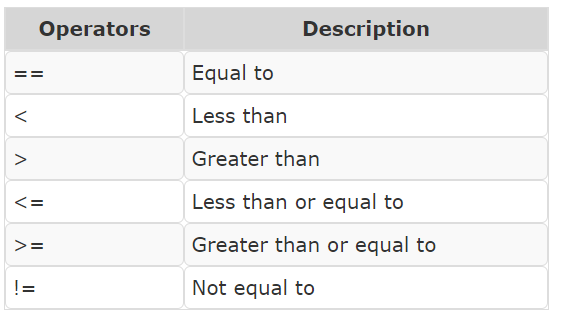 Operators Description
== Equal to
< Less than
> Greater than
<= Less than or equal to
>= Greater than or equal to
!= Not equal to